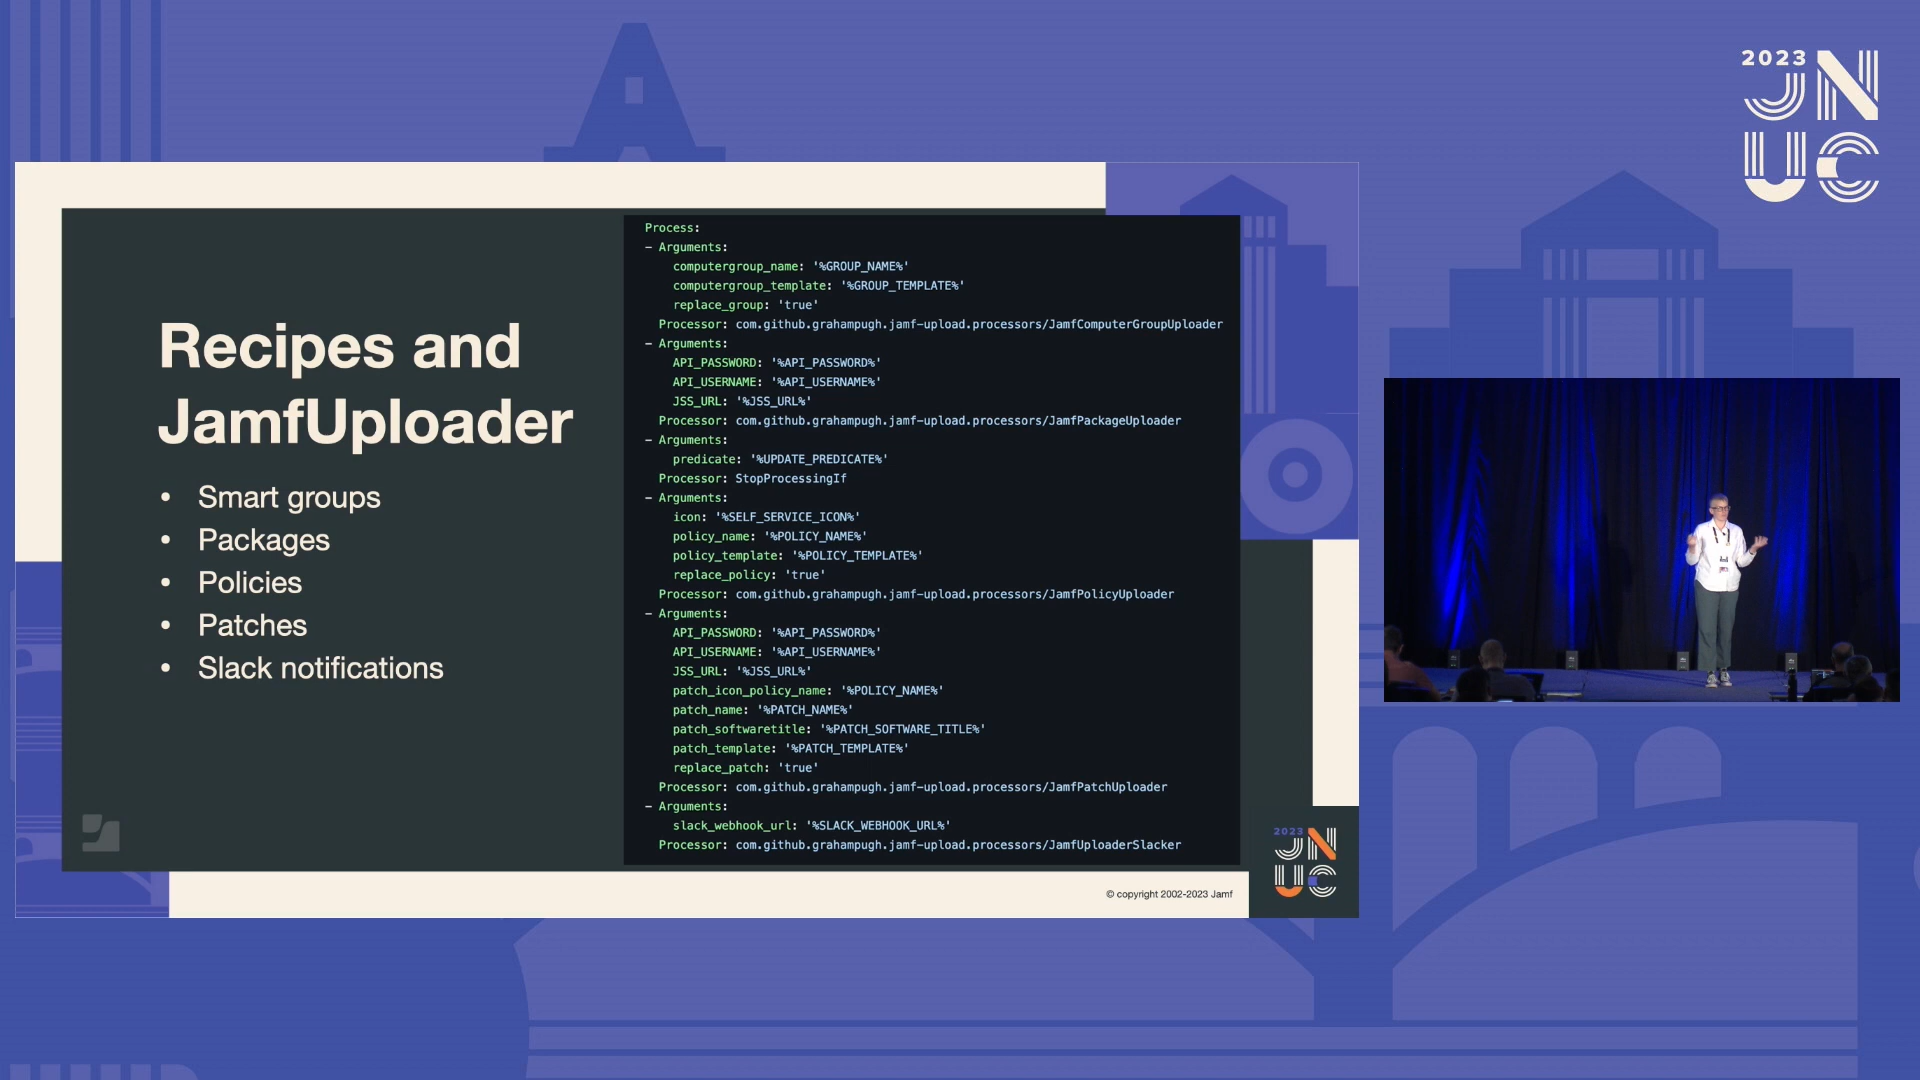 2023
JN
UC
Recipes and
JamfUploader
• Smart groups
• Packages
• Policies
• Patches
• Slack notifications
Process:
- Arguments:
computergroup_name: '%GROUP_NAME%'
computergroup_template: '%GROUP_TEMPLATE%'
replace_group: 'true'
Processor: com.github.grahampugh.jamf-upload.processors/JamfComputerGroupUploader
- Arguments:
API_PASSWORD: '%API_PASSWORD%'
API_USERNAME: '%API_USERNAME%'
JSS_URL: '%JSS_URL%'
Processor: com.github.grahampugh.jamf-upload.processors/JamfPackageUploader
- Arguments:
predicate: '%UPDATE_PREDICATE%'
Processor: StopProcessingIf
- Arguments:
icon: '%SELF_SERVICE_ICON%'
policy_name: '%POLICY_NAME%'
policy_template: '%POLICY_TEMPLATE%'
replace_policy: 'true'
Processor: com.github.grahampugh.jamf-upload.processors/JamfPolicyUploader
- Arguments:
API_PASSWORD: '%API_PASSWORD%'
API_USERNAME: '%API_USERNAME%'
JSS_URL: '%JSS_URL%'
patch_icon_policy_name: '%POLICY_NAME%'
patch_name: '%PATCH_NAME%'
patch_softwaretitle: '%PATCH_SOFTWARE_TITLE%'
patch_template: '%PATCH_TEMPLATE%'
replace_patch: 'true'
Processor: com.github.grahampugh.jamf-upload.processors/JamfPatchUploader
- Arguments:
slack_webhook_url: '%SLACK_WEBHOOK_URL%'
Processor: com.github.grahampugh.jamf-upload.processors/JamfUploaderSlacker
2023
JN
UC
© copyright 2002-2023 Jamf